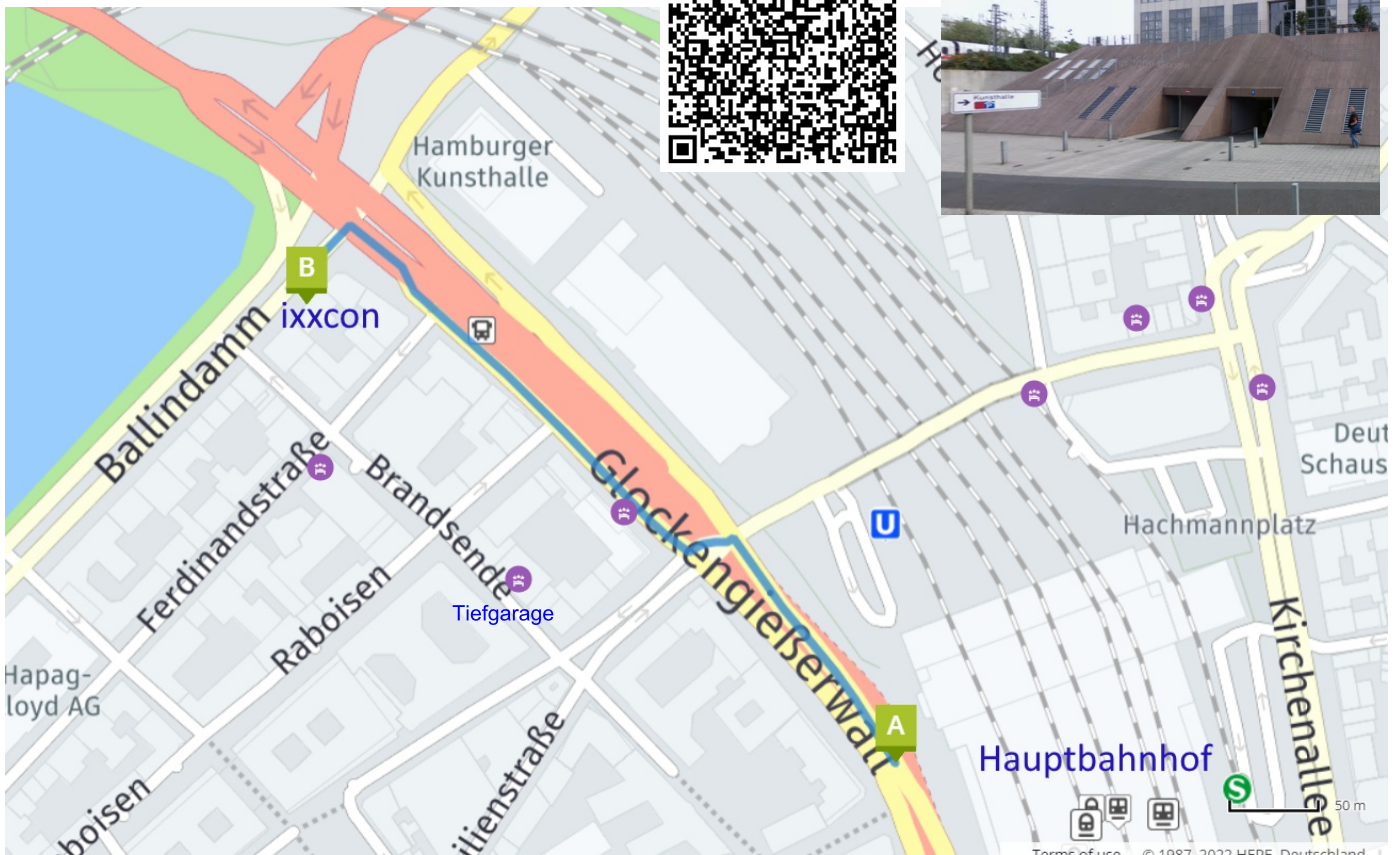 Kunsthalle
Hamburger
Kunsthalle
B
ixxcon
Ballindamm
Ferdinandstraße
Brandsende
Glockengießerwall
Raboisen
Tiefgarage
U
Deut
Schaus
Hachmannplatz
Kirchenallee
Hapag-
loyd AG
A
Hauptbahnhof
S
50 m
boisen
ilienstraße
Terms of use © 1987–2022 HERE, Deutschland